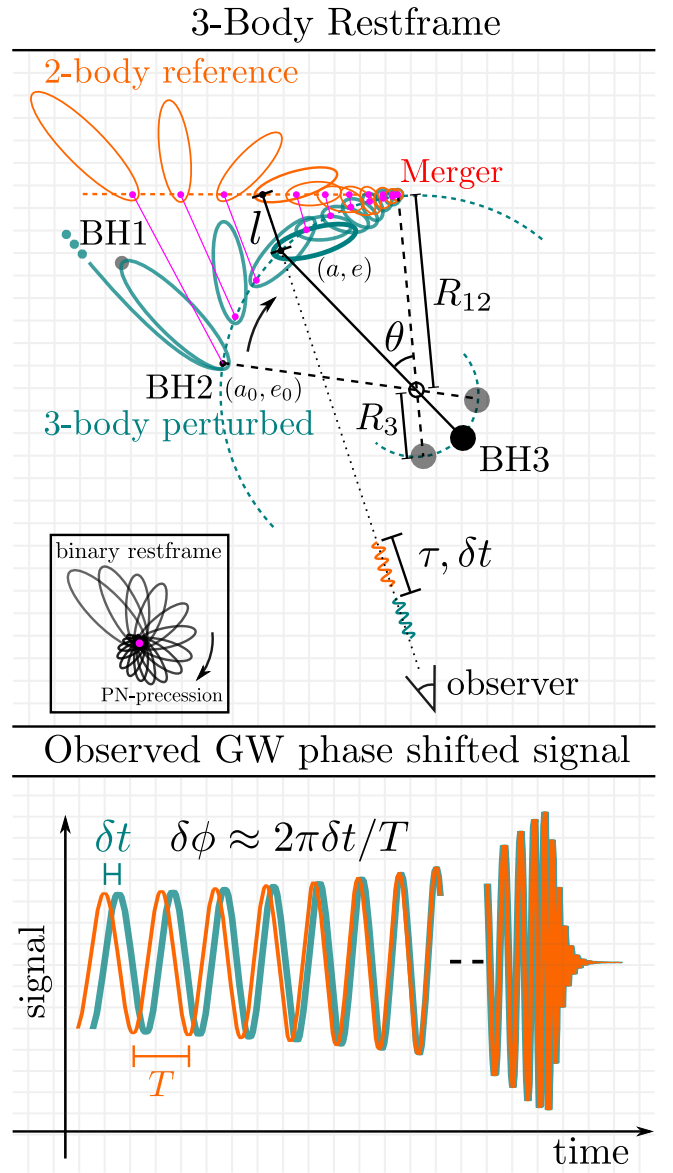 3-Body Restframe
2-body reference
Merger
BH1
l
(a, e)
R₁₂
θ
BH2 (a₀, e₀)
3-body perturbed
R₃
BH3
binary restframe
PN-precession
τ, δt
observer
Observed GW phase shifted signal
δt
δϕ ≈ 2πδt/T
signal
T
time